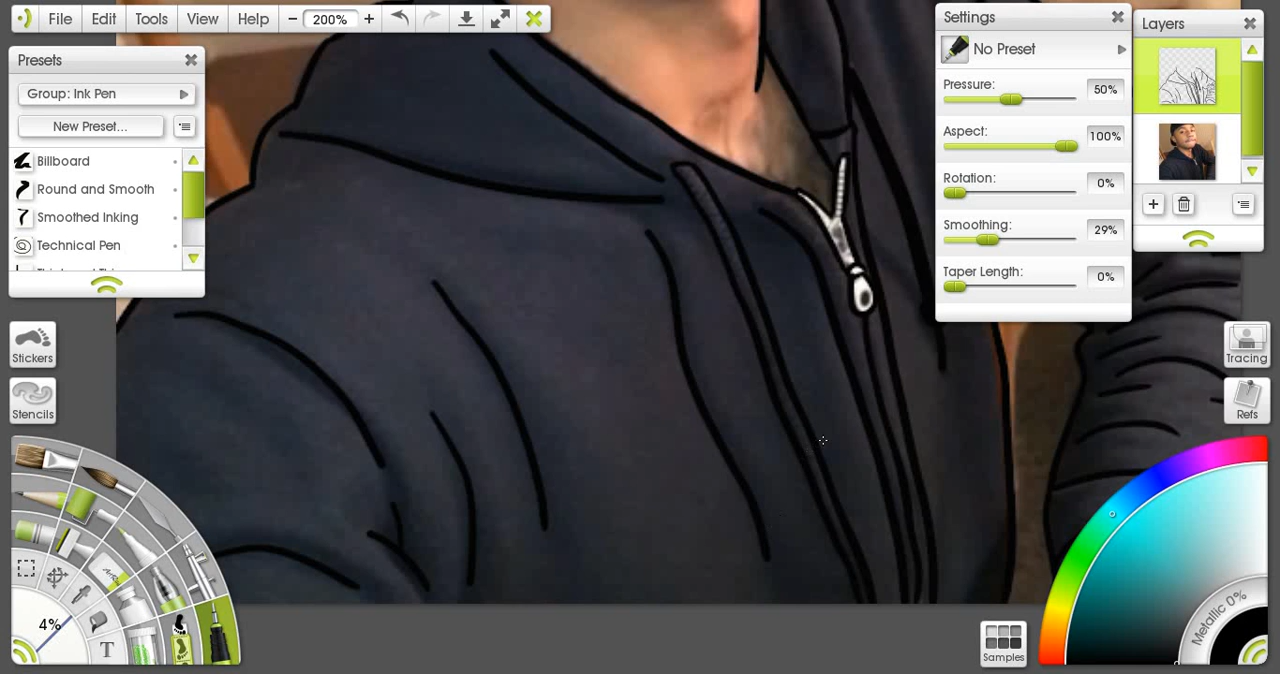 File Edit Tools View Help − 200% +
Presets
Group: Ink Pen
New Preset...
Billboard
Round and Smooth
Smoothed Inking
Technical Pen
Stickers
Stencils
4%
T
Settings
No Preset
Pressure: 50%
Aspect: 100%
Rotation: 0%
Smoothing: 29%
Taper Length: 0%
Layers
Tracing
Refs
Samples
Metallic 0%